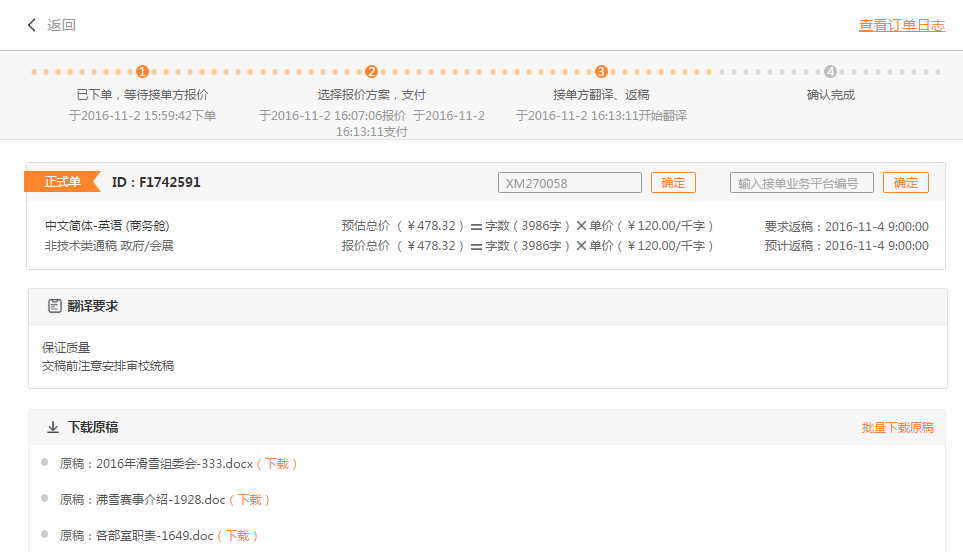 返回
查看订单日志
1
2
3
4
已下单，等待接单方报价
选择报价方案，支付
接单方翻译、返稿
确认完成
于2016-11-2 15:59:42下单
于2016-11-2 16:07:06报价 于2016-11-2
16:13:11支付
于2016-11-2 16:13:11开始翻译
正式单
ID：F1742591
XM270058
确定
输入接单业务平台编号
确定
中文简体-英语 (商务舱)
预估总价 （￥478.32）＝字数（3986字）×单价（￥120.00/千字）
要求返稿：2016-11-4 9:00:00
非技术类通稿 政府/会展
报价总价 （￥478.32）＝字数（3986字）×单价（￥120.00/千字）
预计返稿：2016-11-4 9:00:00
翻译要求
保证质量
交稿前注意安排审校统稿
下载原稿
批量下载原稿
原稿：2016年滑雪组委会-333.docx（下载）
原稿：沸雪赛事介绍-1928.doc（下载）
原稿：各部室职责-1649.doc（下载）